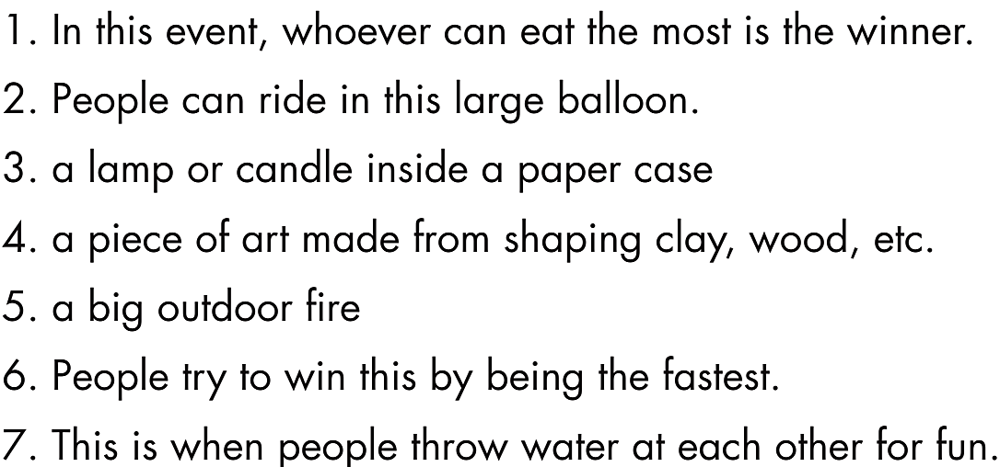 1. In this event, whoever can eat the most is the winner.
2. People can ride in this large balloon.
3. a lamp or candle inside a paper case
4. a piece of art made from shaping clay, wood, etc.
5. a big outdoor fire
6. People try to win this by being the fastest.
7. This is when people throw water at each other for fun.